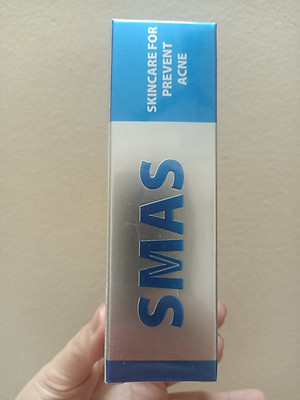 SKINCARE FOR
PREVENT
ACNE
SMAS